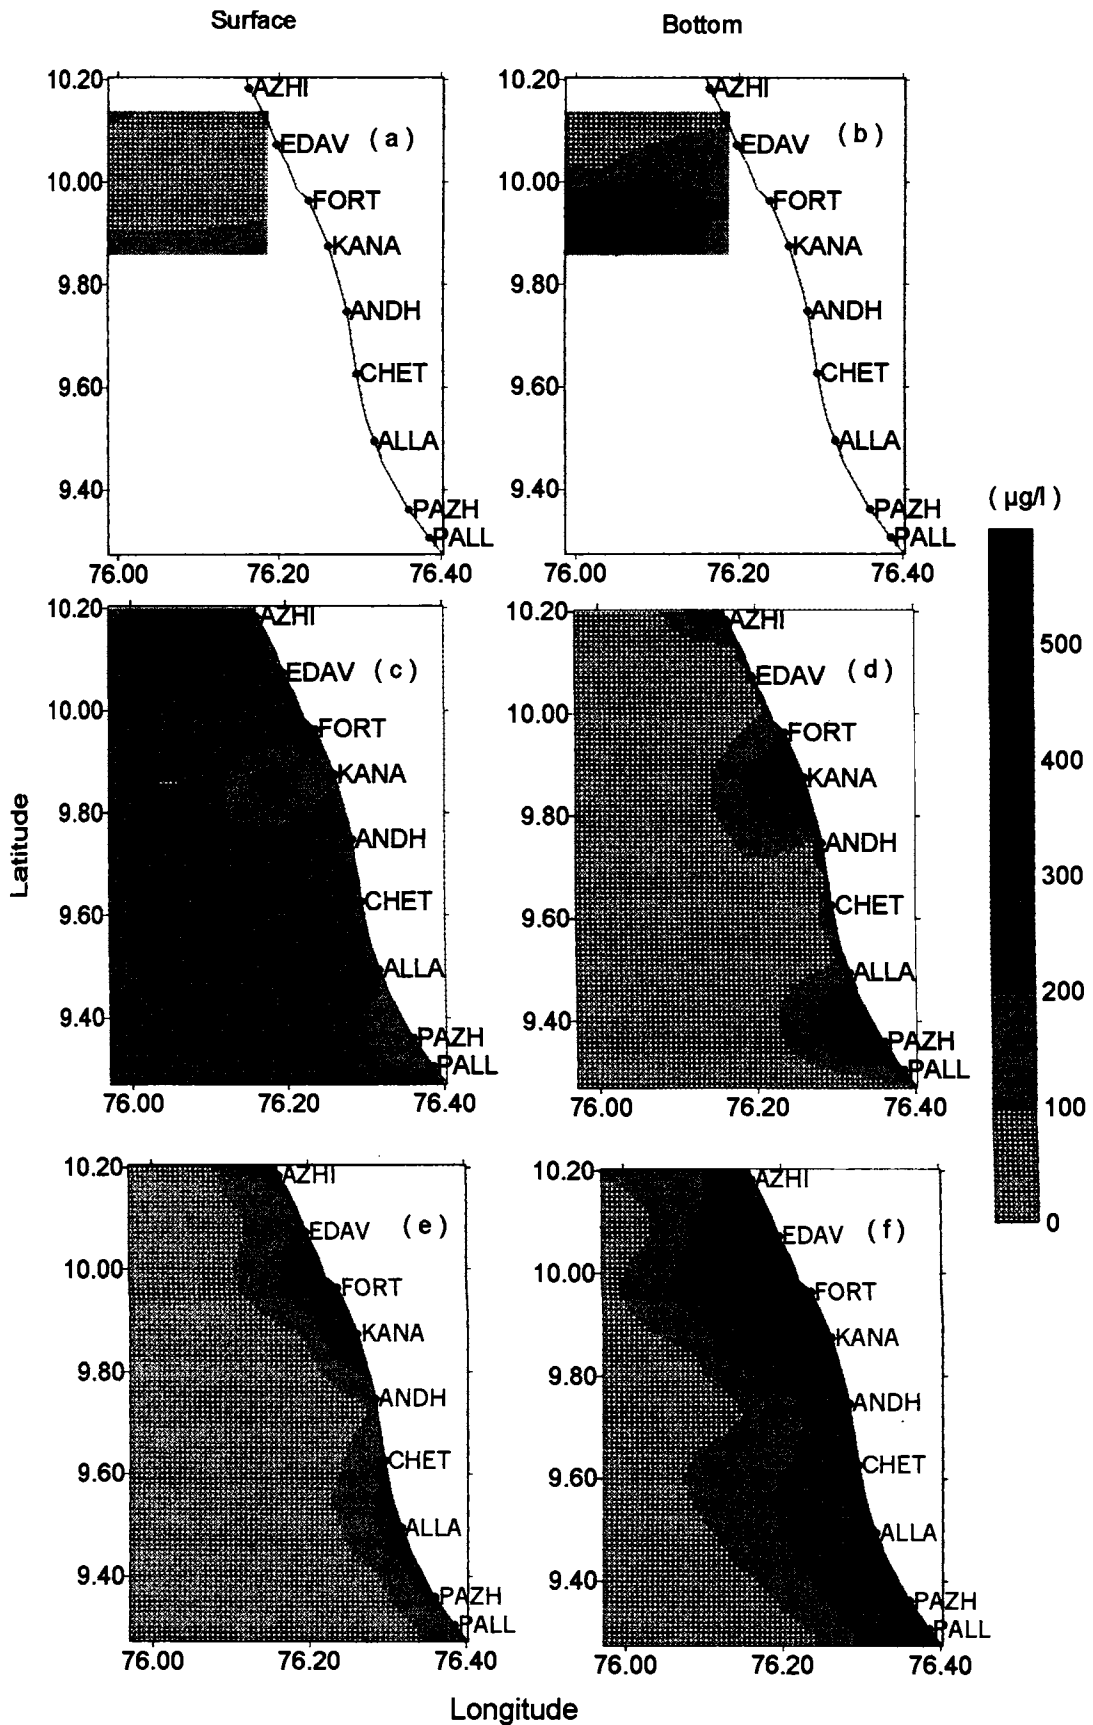 Surface
Bottom
10.20
10.00
9.80
9.60
9.40
76.00
76.20
76.40
AZHI
EDAV
( a )
FORT
KANA
ANDH
CHET
ALLA
PAZH
PALL
10.20
10.00
9.80
9.60
9.40
76.00
76.20
76.40
AZHI
EDAV
( b )
FORT
KANA
ANDH
CHET
ALLA
PAZH
PALL
10.20
10.00
9.80
9.60
9.40
76.00
76.20
76.40
AZHI
EDAV
( c )
FORT
KANA
ANDH
CHET
ALLA
PAZH
PALL
10.20
10.00
9.80
9.60
9.40
76.00
76.20
76.40
AZHI
EDAV
( d )
FORT
KANA
ANDH
CHET
ALLA
PAZH
PALL
10.20
10.00
9.80
9.60
9.40
76.00
76.20
76.40
AZHI
EDAV
( e )
FORT
KANA
ANDH
CHET
ALLA
PAZH
PALL
10.20
10.00
9.80
9.60
9.40
76.00
76.20
76.40
AZHI
EDAV
( f )
FORT
KANA
ANDH
CHET
ALLA
PAZH
PALL
( µg/l )
500
400
300
200
100
0
Latitude
Longitude